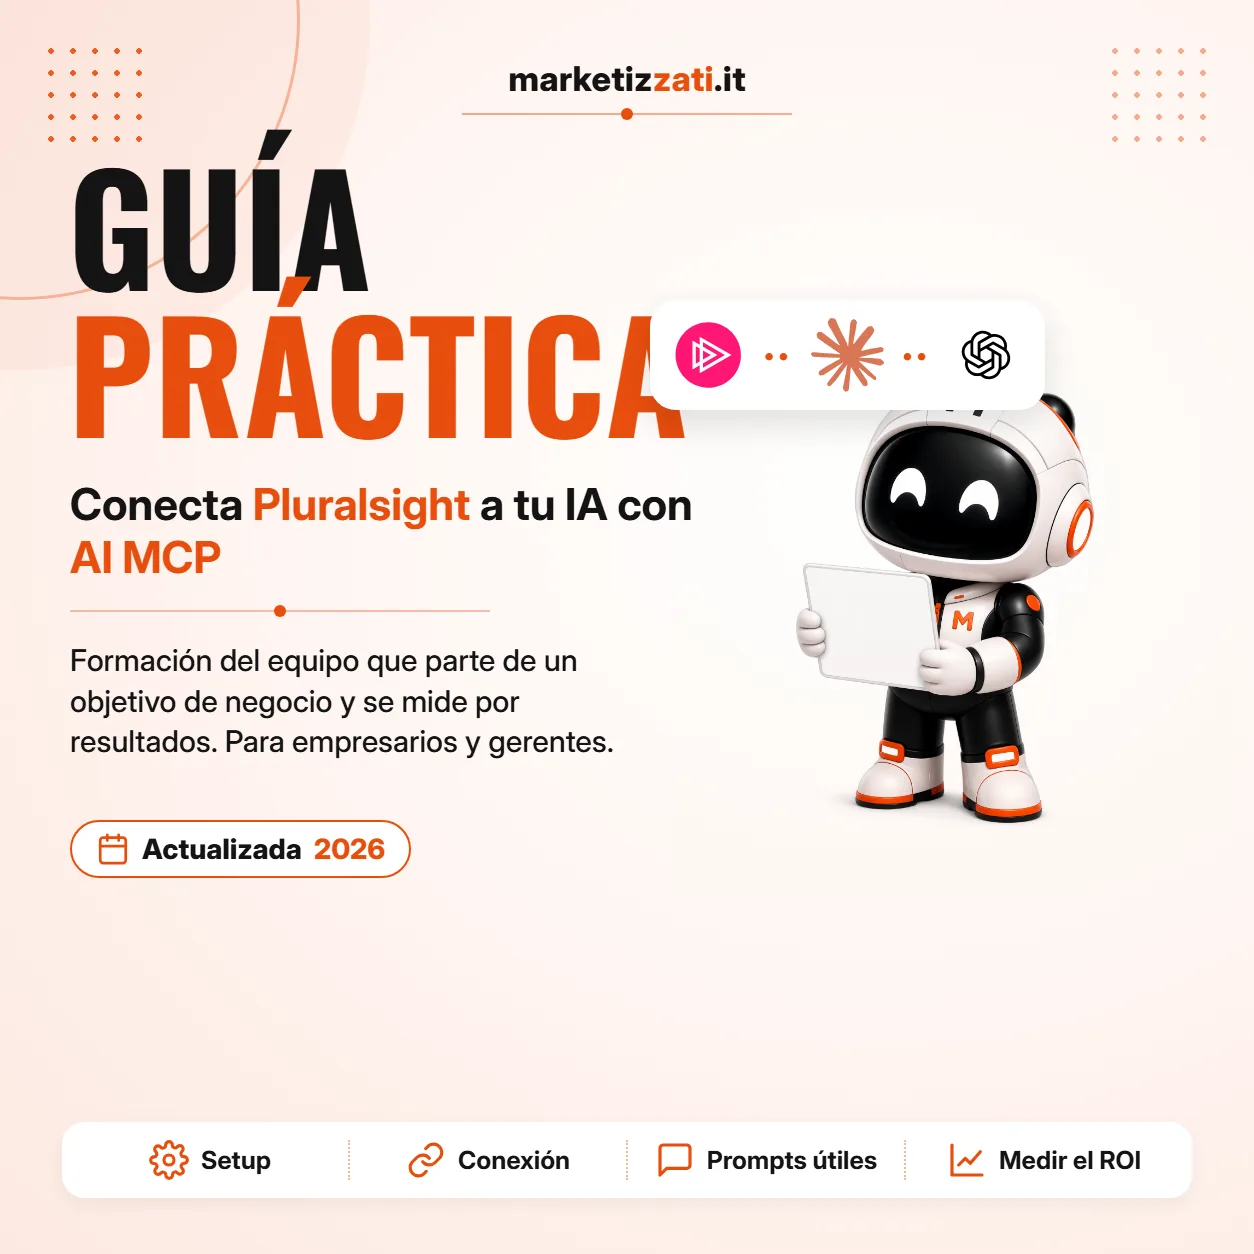 marketizzati.it
GUÍA
PRÁCTICA
Conecta Pluralsight a tu IA con
AI MCP
Formación del equipo que parte de un
objetivo de negocio y se mide por
resultados. Para empresarios y gerentes.
M
Actualizada 2026
Setup
Conexión
Prompts útiles
Medir el ROI